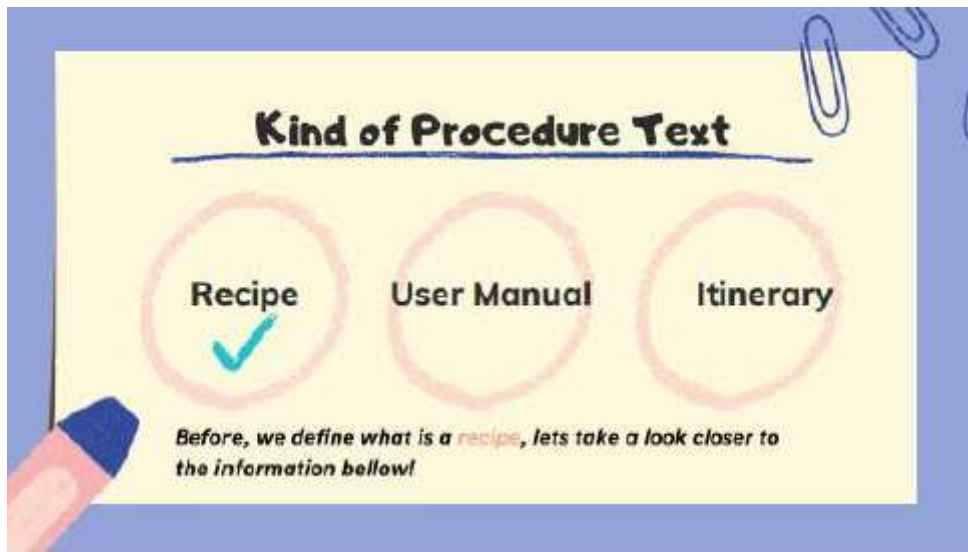 Kind of Procedure Text
Recipe User Manual Itinerary
Before, we define what is a recipe, lets take a look closer to
the information bellow!